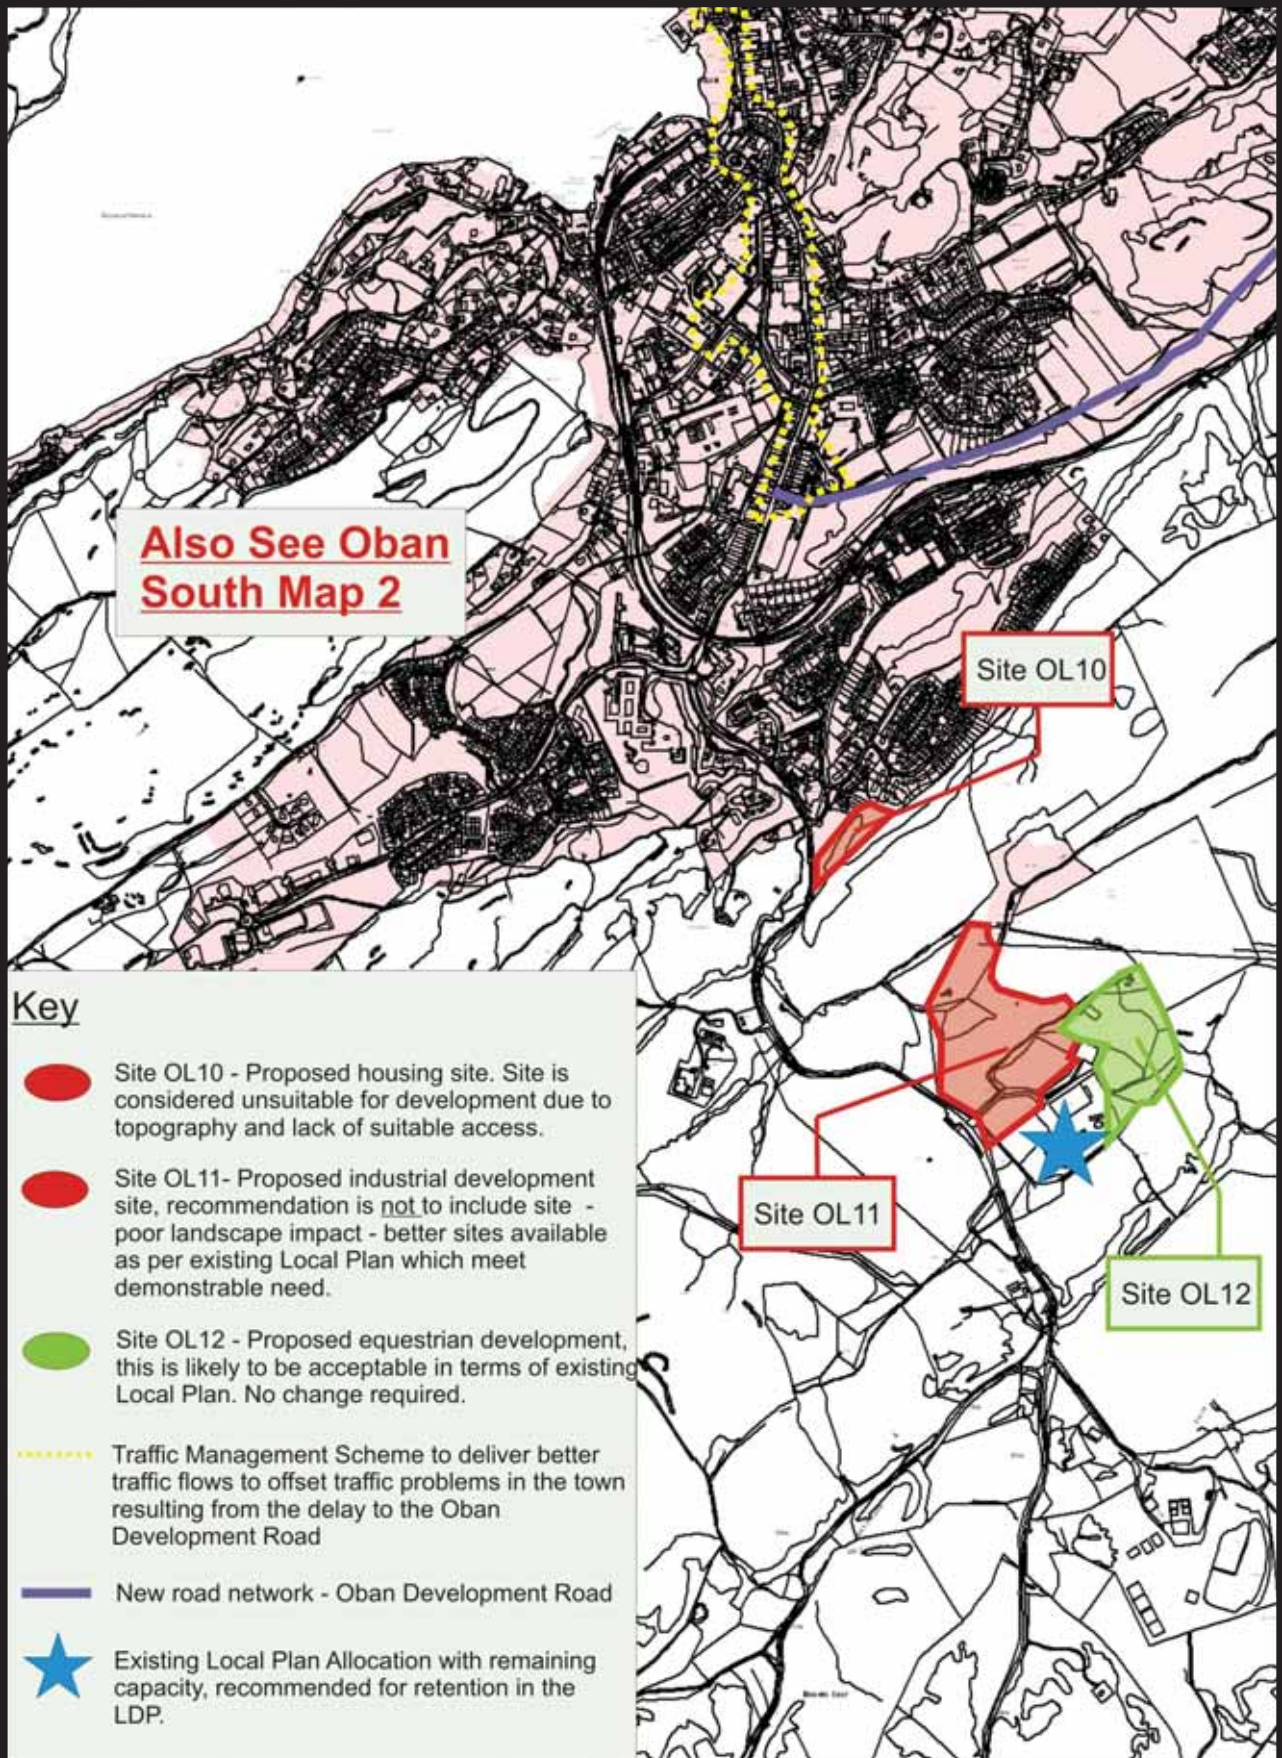 Also See Oban
South Map 2
Site OL10
Site OL11
Site OL12
Key
Site OL10 - Proposed housing site. Site is
considered unsuitable for development due to
topography and lack of suitable access.
Site OL11- Proposed industrial development
site, recommendation is not to include site -
poor landscape impact - better sites available
as per existing Local Plan which meet
demonstrable need.
Site OL12 - Proposed equestrian development,
this is likely to be acceptable in terms of existing
Local Plan. No change required.
Traffic Management Scheme to deliver better
traffic flows to offset traffic problems in the town
resulting from the delay to the Oban
Development Road
New road network - Oban Development Road
Existing Local Plan Allocation with remaining
capacity, recommended for retention in the
LDP.